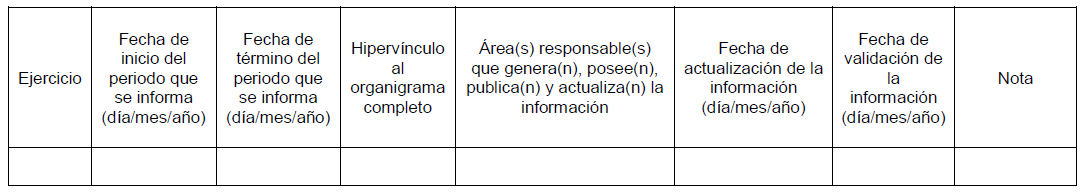 Ejercicio
Fecha de
inicio del
periodo que
se informa
(día/mes/año)
Fecha de
término del
periodo que
se informa
(día/mes/año)
Hipervínculo
al
organigrama
completo
Área(s) responsable(s)
que genera(n), posee(n),
publica(n) y actualiza(n) la
información
Fecha de
actualización de la
información
(día/mes/año)
Fecha de
validación de
la
información
(día/mes/año)
Nota